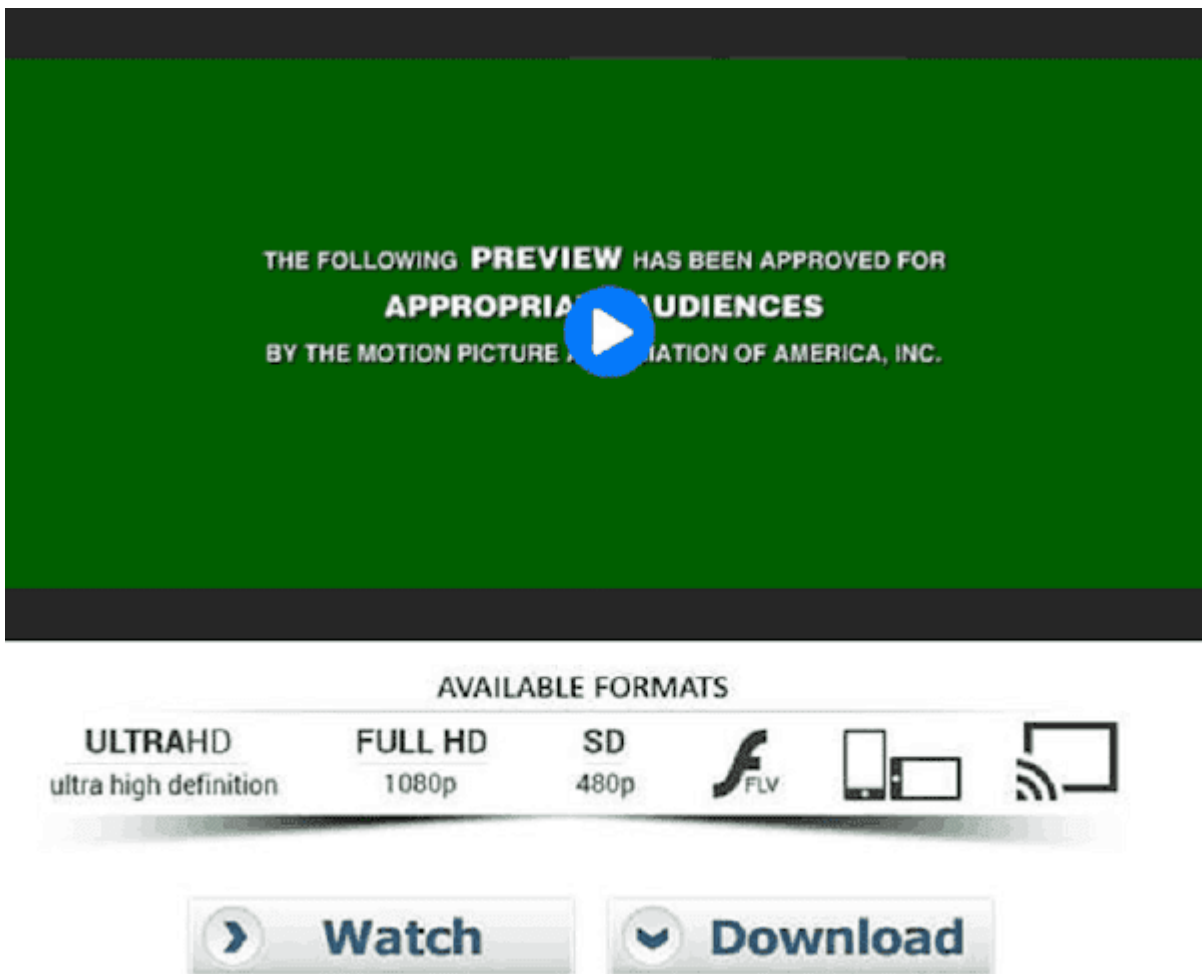 THE FOLLOWING PREVIEW HAS BEEN APPROVED FOR
AUDIENCES
BY THE MOTION PICTURE OF AMERICA, INC.
AVAILABLE FORMATS
ULTRAHD FULL HD SD
ultra high definition 1080p 480p FLV
Watch Download